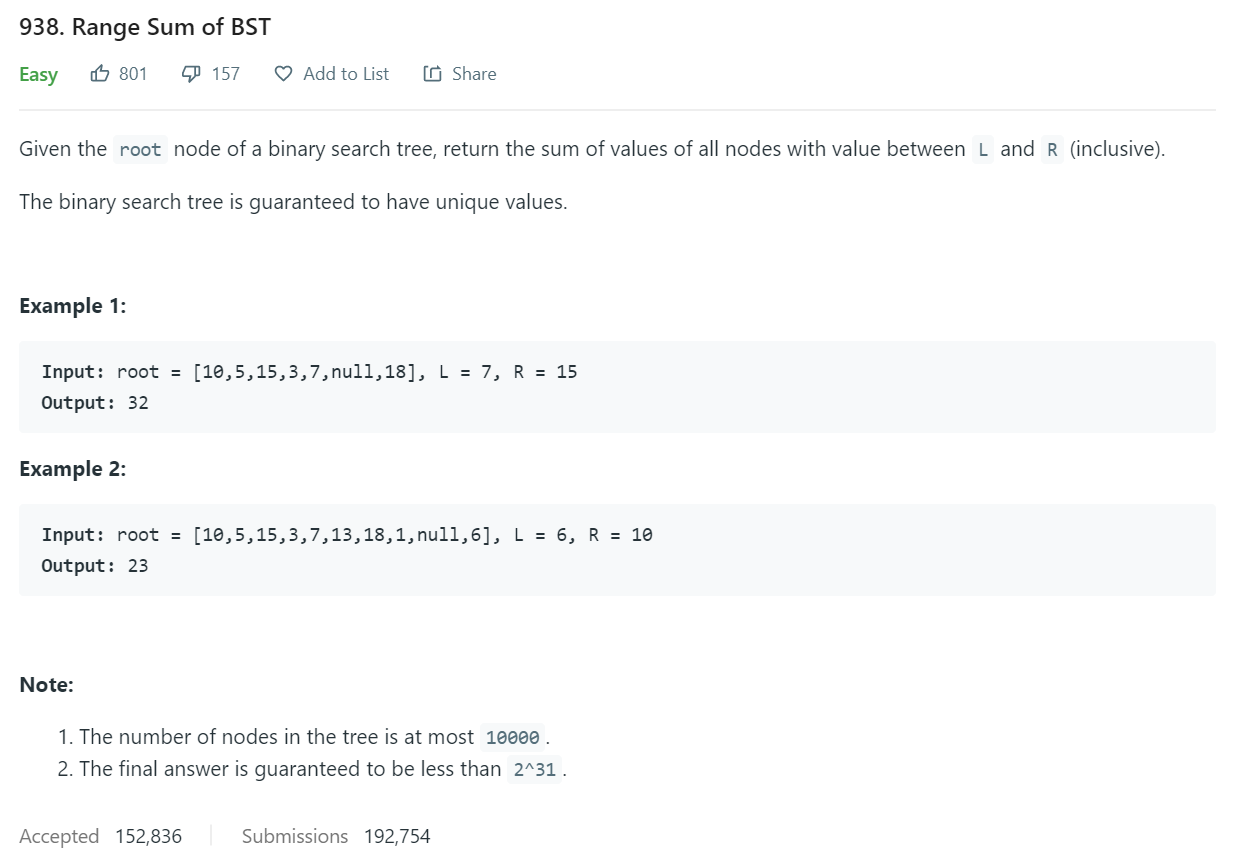 938. Range Sum of BST
Easy 801 157 Add to List Share
Given the root node of a binary search tree, return the sum of values of all nodes with value between L and R (inclusive).
The binary search tree is guaranteed to have unique values.
Example 1:
Input: root = [10,5,15,3,7,null,18], L = 7, R = 15
Output: 32
Example 2:
Input: root = [10,5,15,3,7,13,18,1,null,6], L = 6, R = 10
Output: 23
Note:
1. The number of nodes in the tree is at most 10000.
2. The final answer is guaranteed to be less than 2^31.
Accepted 152,836 Submissions 192,754